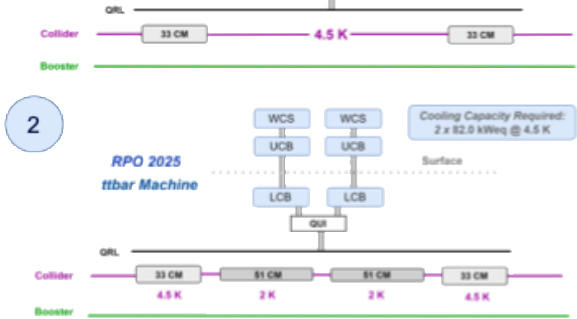 QRL
Collider 33 CM 4.5 K 33 CM
Booster
2
WCS WCS Cooling Capacity Required:
2 x 82.0 kWeq @ 4.5 K
UCB UCB
RPO 2025 Surface
ttbar Machine
LCB LCB
QUI
QRL
Collider 33 CM 51 CM 51 CM 33 CM
4.5 K 2 K 2 K 4.5 K
Booster